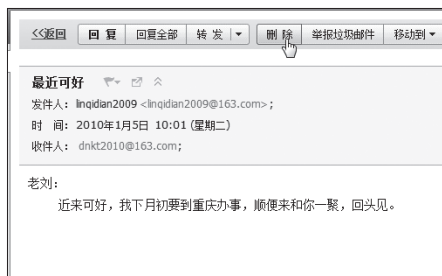 <<返回 回 复 回复全部 转 发 删 除 举报垃圾邮件 移动到
最近可好
发件人: linqidian2009 <linqidian2009@163.com>;
时 间: 2010年1月5日 10:01 (星期二)
收件人: dnkt2010@163.com;
老刘:
近来可好，我下月初要到重庆办事，顺便来和你一聚，回头见。